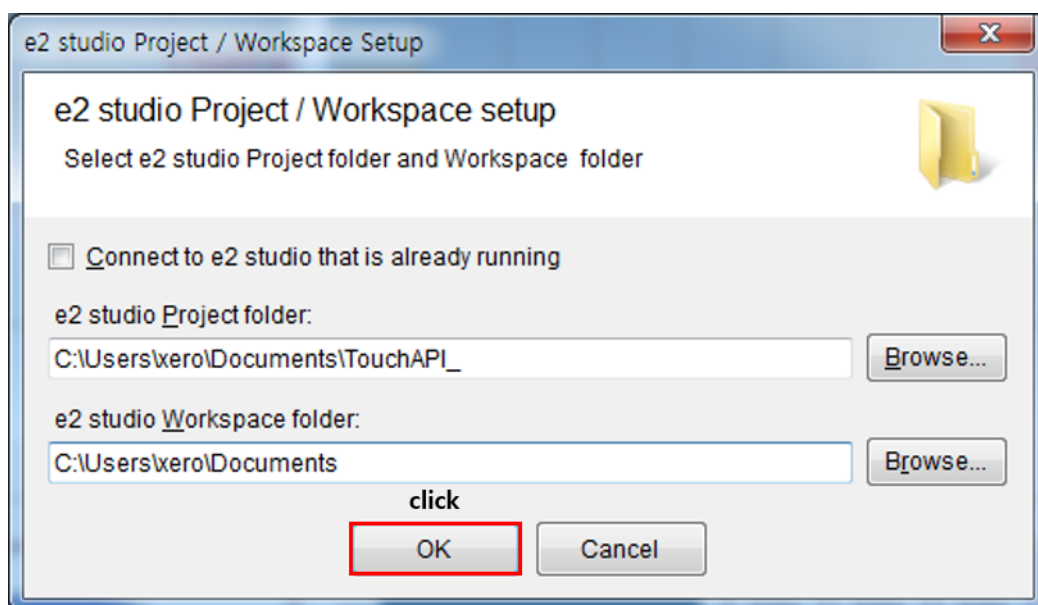 e2 studio Project / Workspace Setup
e2 studio Project / Workspace setup
Select e2 studio Project folder and Workspace folder
Connect to e2 studio that is already running
e2 studio Project folder:
C:\Users\xero\Documents\TouchAPI_
Browse...
e2 studio Workspace folder:
C:\Users\xero\Documents
Browse...
click
OK Cancel